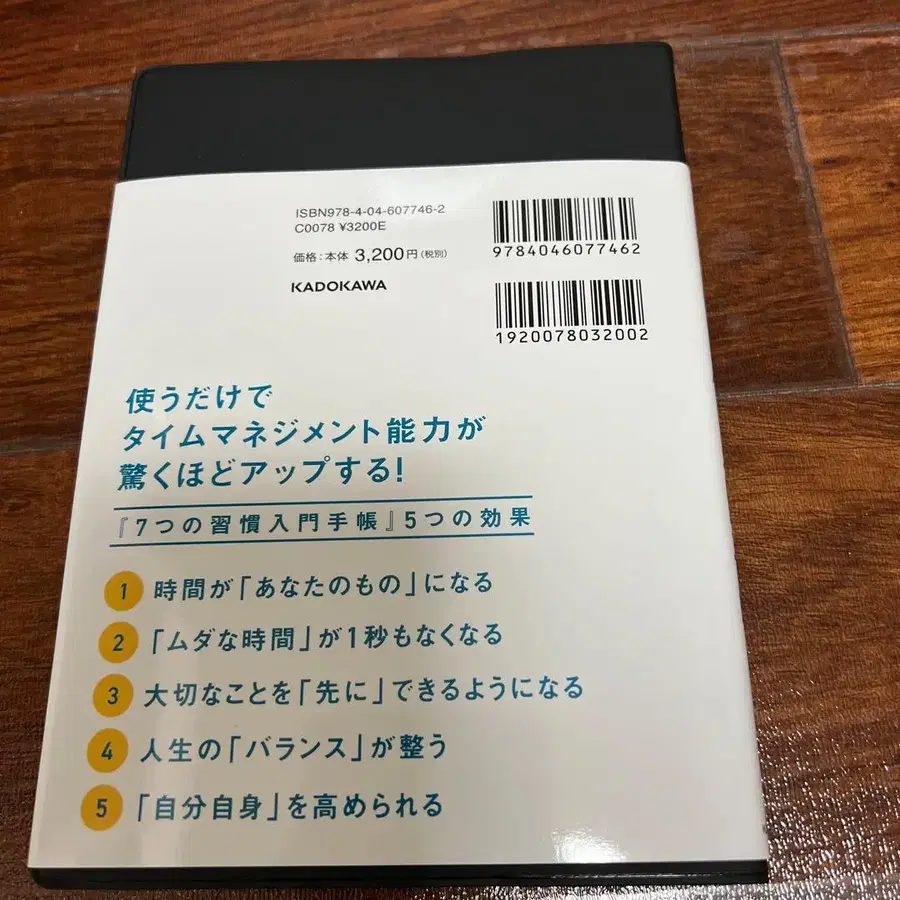 ISBN978-4-04-607746-2
C0078 ¥3200E
価格:本体 3,200円(税別)
KADOKAWA
9784046077462
1920078032002
使うだけで
タイムマネジメント能力が
驚くほどアップする!
『7つの習慣入門手帳』5つの効果
1 時間が「あなたのもの」になる
2 「ムダな時間」が1秒もなくなる
3 大切なことを「先に」できるようになる
4 人生の「バランス」が整う
5 「自分自身」を高められる